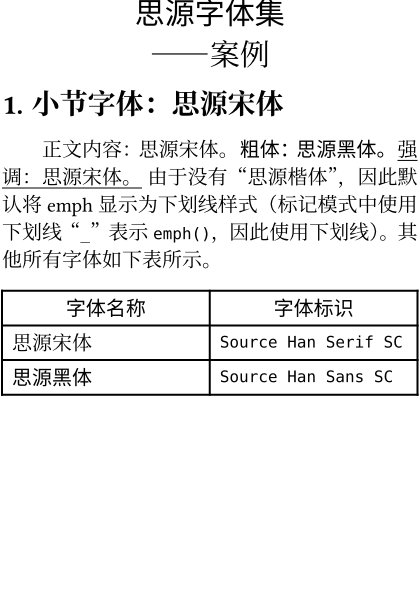 思源字体集
——案例
1. 小节字体：思源宋体
正文内容：思源宋体。粗体：思源黑体。强
调：思源宋体。 由于没有“思源楷体”，因此默
认将 emph 显示为下划线样式（标记模式中使用
下划线“_”表示 emph()，因此使用下划线）。其
他所有字体如下表所示。
字体名称 字体标识
思源宋体 Source Han Serif SC
思源黑体 Source Han Sans SC